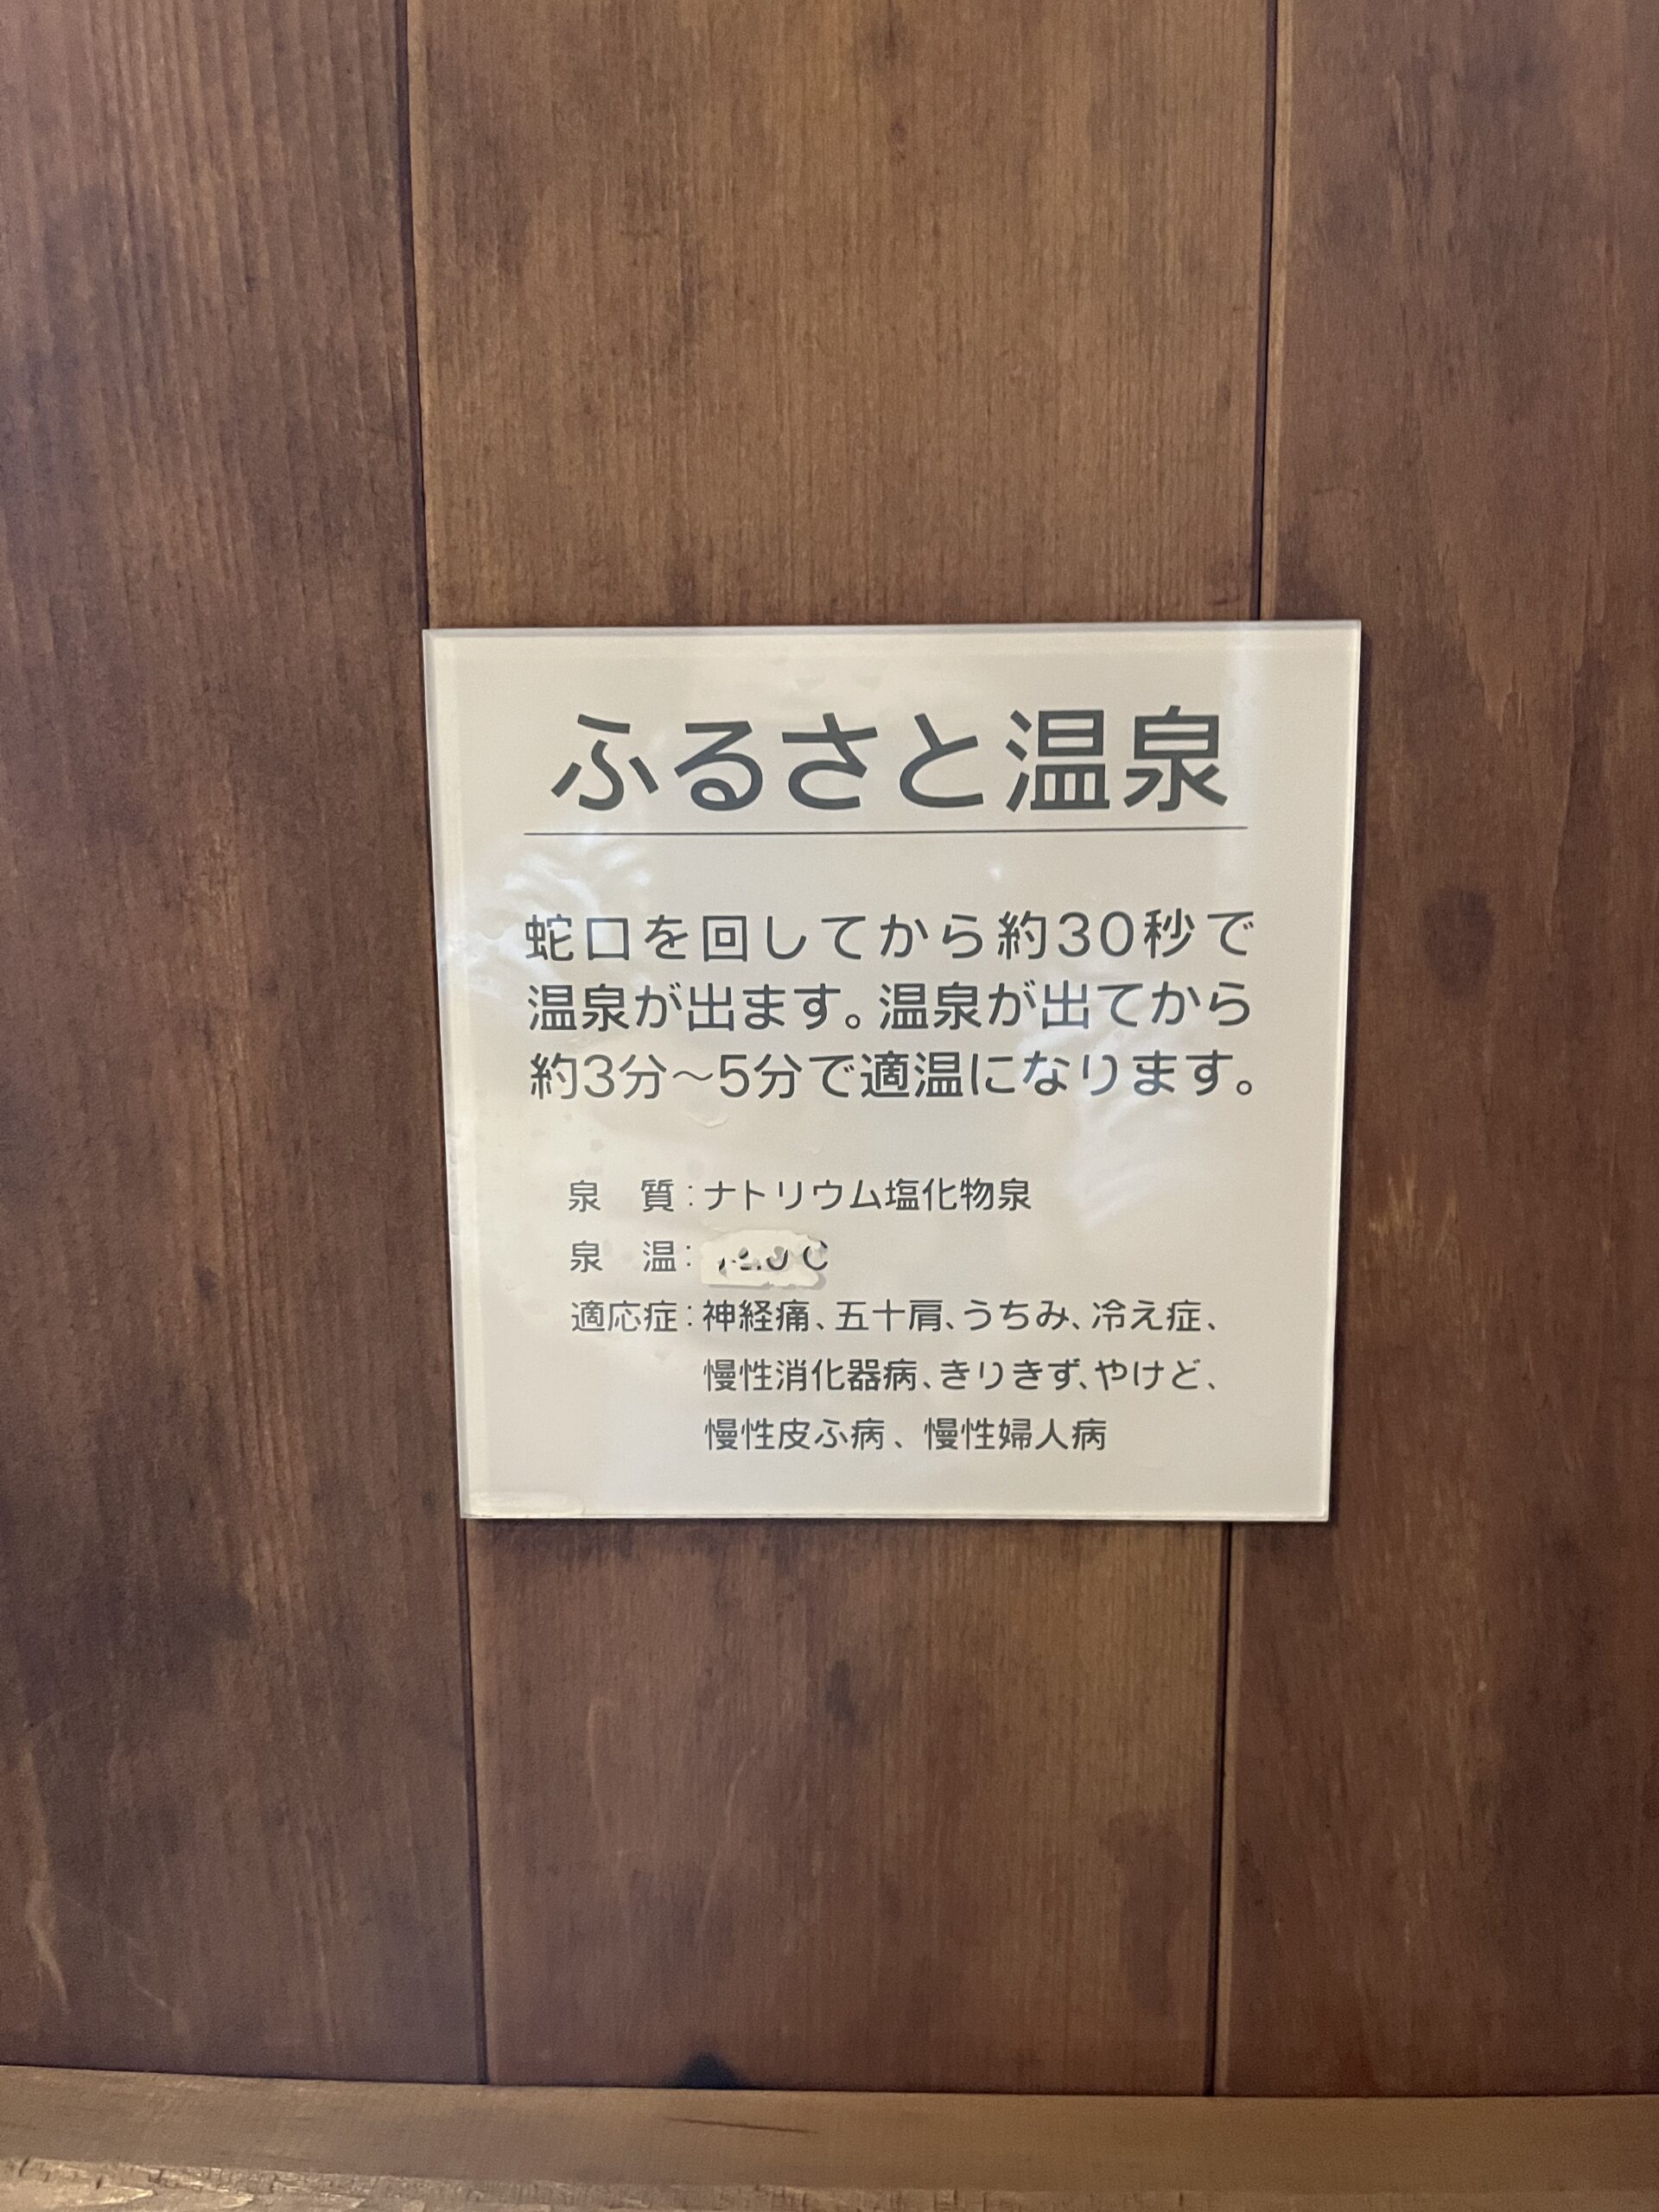 ふるさと温泉
蛇口を回してから約30秒で
温泉が出ます。温泉が出てから
約3分～5分で適温になります。
泉　質：ナトリウム塩化物泉
泉　温：
適応症：神経痛、五十肩、うちみ、冷え症、
慢性消化器病、きりきず、やけど、
慢性皮ふ病、慢性婦人病